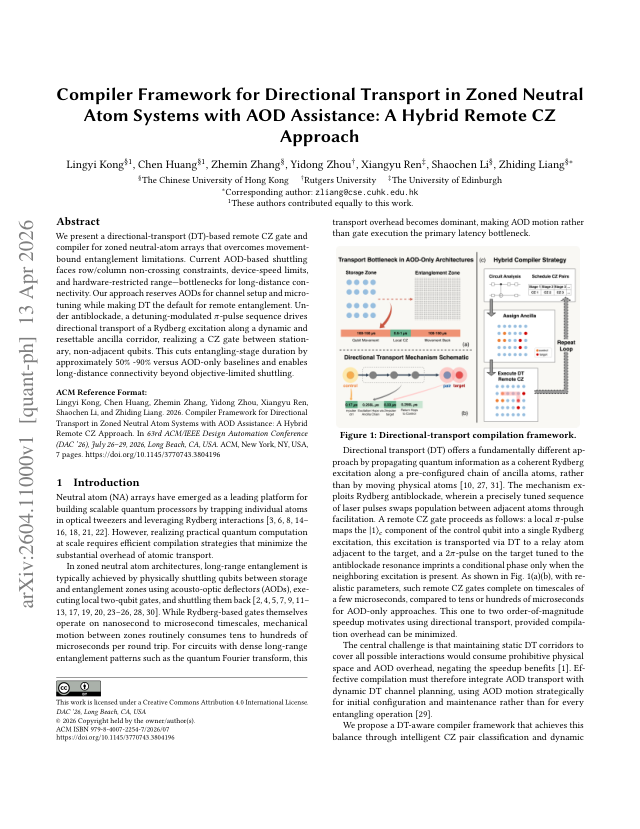 Compiler Framework for Directional Transport in Zoned Neutral
Atom Systems with AOD Assistance: A Hybrid Remote CZ
Approach
Lingyi Kong§1, Chen Huang§1, Zhemin Zhang§, Yidong Zhou†, Xiangyu Ren‡, Shaochen Li§, Zhiding Liang§*
§The Chinese University of Hong Kong †Rutgers University ‡The University of Edinburgh
*Corresponding author: zliang@cse.cuhk.edu.hk
1These authors contributed equally to this work.
arXiv:2604.11000v1 [quant-ph] 13 Apr 2026
Abstract
We present a directional-transport (DT)-based remote CZ gate and
compiler for zoned neutral-atom arrays that overcomes movement-
bound entanglement limitations. Current AOD-based shuttling
faces row/column non-crossing constraints, device-speed limits,
and hardware-restricted range—bottlenecks for long-distance con-
nectivity. Our approach reserves AODs for channel setup and micro-
tuning while making DT the default for remote entanglement. Un-
der antiblockade, a detuning-modulated π-pulse sequence drives
directional transport of a Rydberg excitation along a dynamic and
resettable ancilla corridor, realizing a CZ gate between station-
ary, non-adjacent qubits. This cuts entangling-stage duration by
approximately 50% -90% versus AOD-only baselines and enables
long-distance connectivity beyond objective-limited shuttling.
ACM Reference Format:
Lingyi Kong, Chen Huang, Zhemin Zhang, Yidong Zhou, Xiangyu Ren,
Shaochen Li, and Zhiding Liang. 2026. Compiler Framework for Directional
Transport in Zoned Neutral Atom Systems with AOD Assistance: A Hybrid
Remote CZ Approach. In 63rd ACM/IEEE Design Automation Conference
(DAC '26), July 26–29, 2026, Long Beach, CA, USA. ACM, New York, NY, USA,
7 pages. https://doi.org/10.1145/3770743.3804196
1 Introduction
Neutral atom (NA) arrays have emerged as a leading platform for
building scalable quantum processors by trapping individual atoms
in optical tweezers and leveraging Rydberg interactions [3, 6, 8, 14–
16, 18, 21, 22]. However, realizing practical quantum computation
at scale requires efficient compilation strategies that minimize the
substantial overhead of atomic transport.
In zoned neutral atom architectures, long-range entanglement is
typically achieved by physically shuttling qubits between storage
and entanglement zones using acousto-optic deflectors (AODs), exe-
cuting local two-qubit gates, and shuttling them back [2, 4, 5, 7, 9, 11–
13, 17, 19, 20, 23–26, 28, 30]. While Rydberg-based gates themselves
operate on nanosecond to microsecond timescales, mechanical
motion between zones routinely consumes tens to hundreds of
microseconds per round trip. For circuits with dense long-range
entanglement patterns such as the quantum Fourier transform, this
This work is licensed under a Creative Commons Attribution 4.0 International License.
DAC '26, Long Beach, CA, USA
© 2026 Copyright held by the owner/author(s).
ACM ISBN 979-8-4007-2254-7/2026/07
https://doi.org/10.1145/3770743.3804196
transport overhead becomes dominant, making AOD motion rather
than gate execution the primary latency bottleneck.
Transport Bottleneck in AOD-Only Architectures
Storage Zone
Entanglement Zone
Qubit Movement
Local CZ
(a)
Directional Transport Mechanism Schematic
control
pair
target
(b)
(c)
Hybrid Compiler Strategy
Circuit Analysis
Schedule CZ Pairs
Assign Ancilla
Execute DT
Remote CZ
Repeat
Loop
Figure 1: Directional-transport compilation framework.
Directional transport (DT) offers a fundamentally different ap-
proach by propagating quantum information as a coherent Rydberg
excitation along a pre-configured chain of ancilla atoms, rather
than by moving physical atoms [10, 27, 31]. The mechanism ex-
ploits Rydberg antiblockade, wherein a precisely tuned sequence
of laser pulses swaps population between adjacent atoms through
facilitation. A remote CZ gate proceeds as follows: a local π-pulse
maps the |1⟩c component of the control qubit into a single Rydberg
excitation, this excitation is transported via DT to a relay atom
adjacent to the target, and a 2π-pulse on the target tuned to the
antiblockade resonance imprints a conditional phase only when the
neighboring excitation is present. As shown in Fig. 1(a)(b), with re-
alistic parameters, such remote CZ gates complete on timescales of
a few microseconds, compared to tens or hundreds of microseconds
for AOD-only approaches. This one to two order-of-magnitude
speedup motivates using directional transport, provided compila-
tion overhead can be minimized.
The central challenge is that maintaining static DT corridors to
cover all possible interactions would consume prohibitive physical
space and AOD overhead, negating the speedup benefits [1]. Ef-
fective compilation must therefore integrate AOD transport with
dynamic DT channel planning, using AOD motion strategically
for initial configuration and maintenance rather than for every
entangling operation [29].
We propose a DT-aware compiler framework that achieves this
balance through intelligent CZ pair classification and dynamic